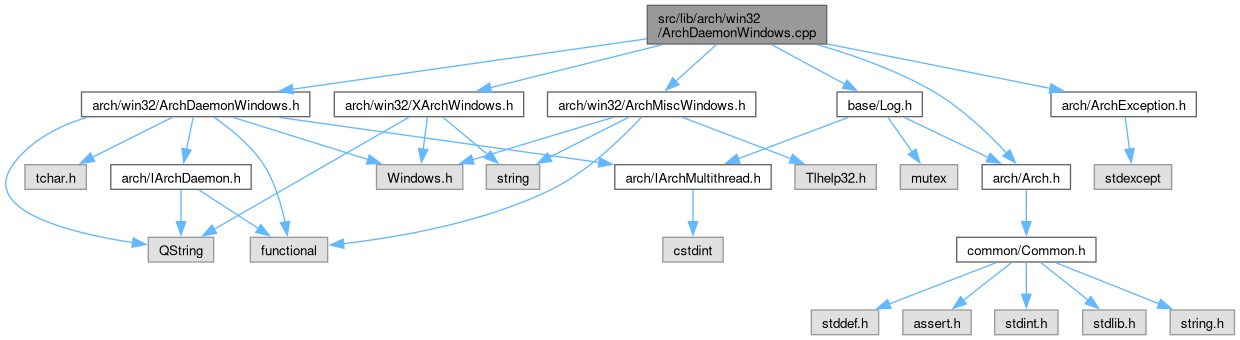 src/lib/arch/win32
/ArchDaemonWindows.cpp
arch/win32/ArchDaemonWindows.h
arch/win32/XArchWindows.h
arch/win32/ArchMiscWindows.h
base/Log.h
arch/ArchException.h
tchar.h
arch/IArchDaemon.h
Windows.h
string
arch/IArchMultithread.h
Tlhelp32.h
mutex
arch/Arch.h
stdexcept
QString
functional
cstdint
common/Common.h
stddef.h
assert.h
stdint.h
stdlib.h
string.h